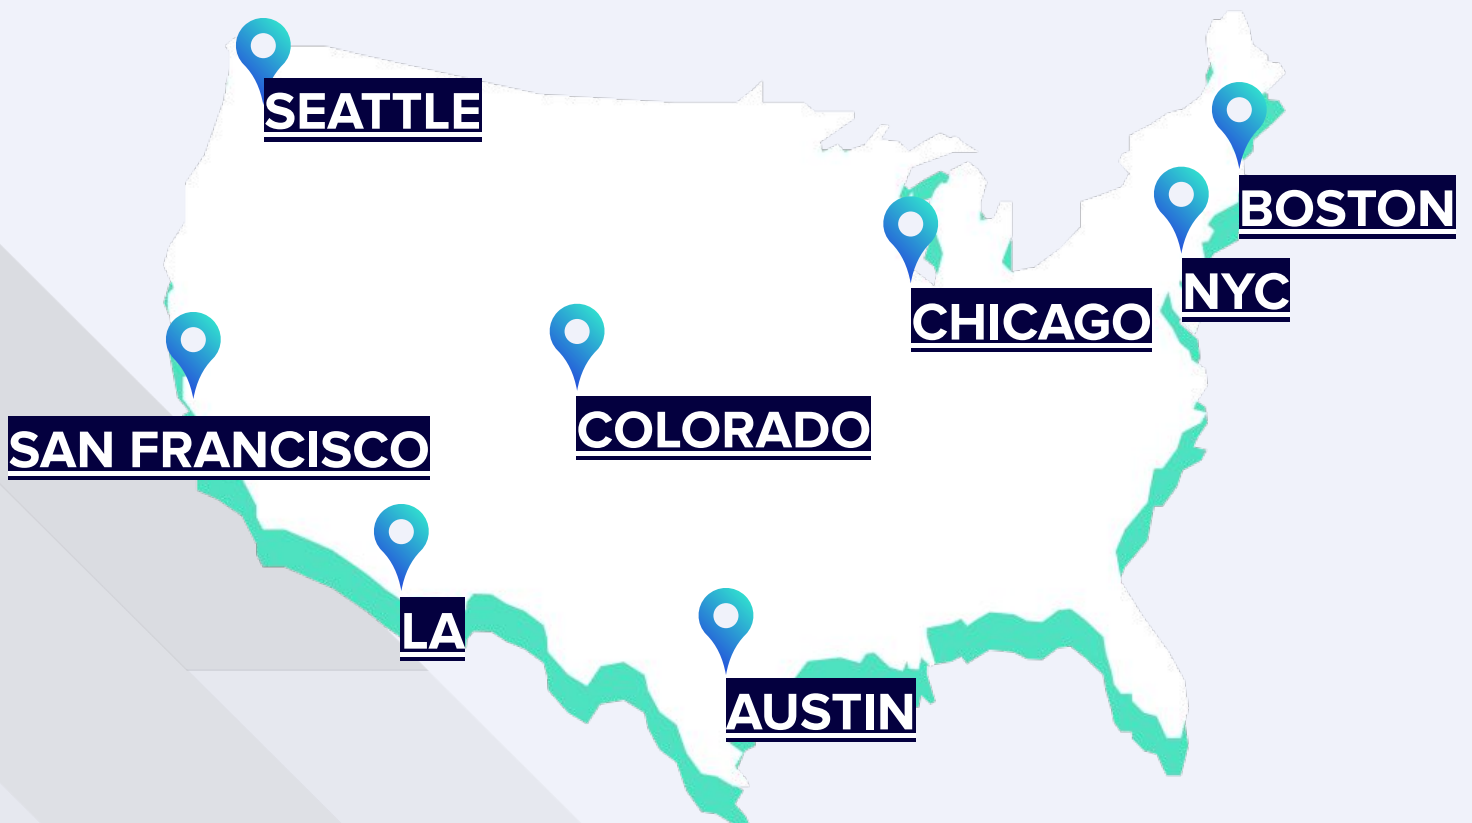 SEATTLE
BOSTON
NYC
CHICAGO
COLORADO
SAN FRANCISCO
LA
AUSTIN